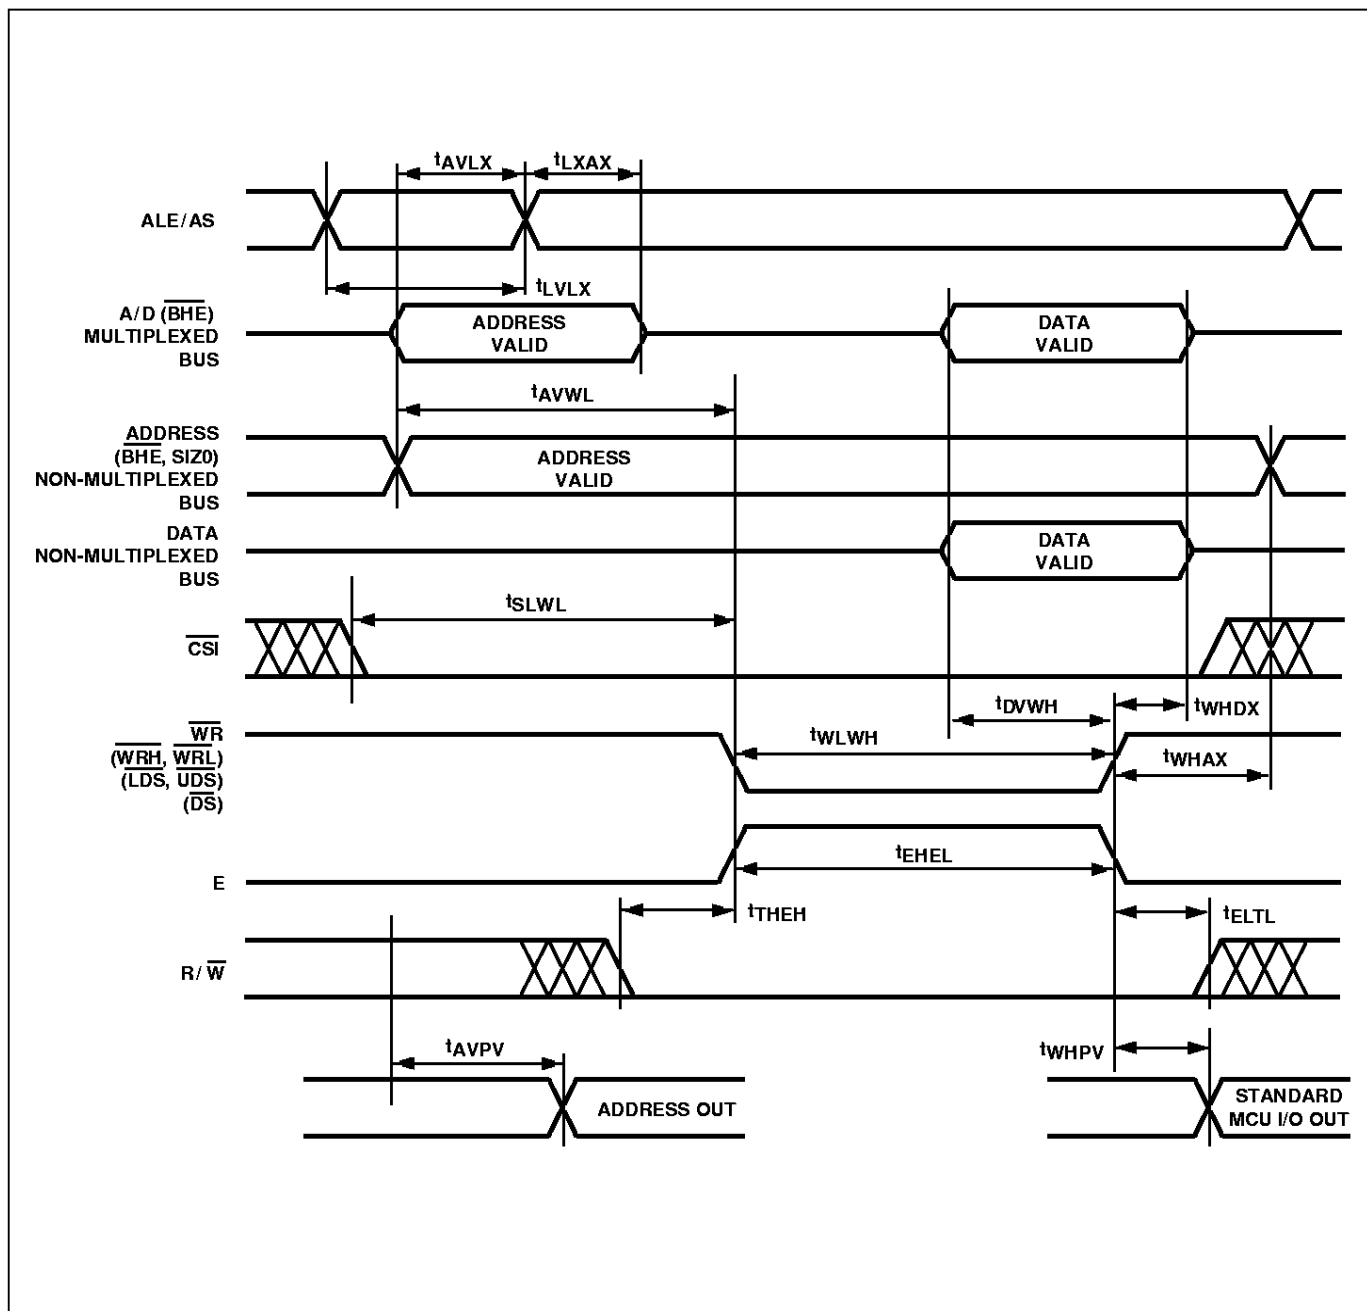 tAVLX
tLXAX
ALE/AS
tLVLX
A/D (BHE)
MULTIPLEXED
BUS
ADDRESS
VALID
DATA
VALID
tAVWL
ADDRESS
(BHE, SIZ0)
NON-MULTIPLEXED
BUS
ADDRESS
VALID
DATA
NON-MULTIPLEXED
BUS
DATA
VALID
tSLWL
CSI
tDVWH
tWHDX
WR
(WRH, WRL)
(LDS, UDS)
(DS)
tWLWH
tWHAX
tEHEL
E
tTHEH
tELTL
R/W
tAVPV
tWHPV
ADDRESS OUT
STANDARD
MCU I/O OUT